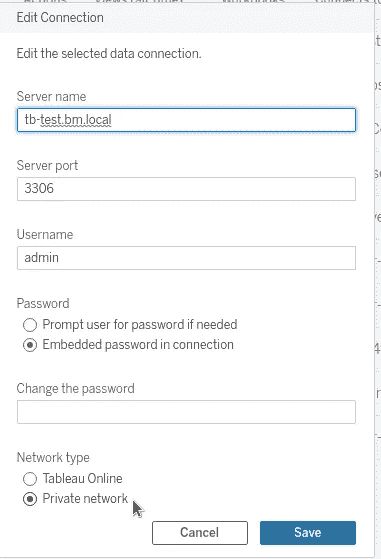 Edit Connection
Edit the selected data connection.
Server name
tb-test.bm.local
Server port
3306
Username
admin
Password
Prompt user for password if needed
Embedded password in connection
Change the password
Network type
Tableau Online
Private network
Cancel Save